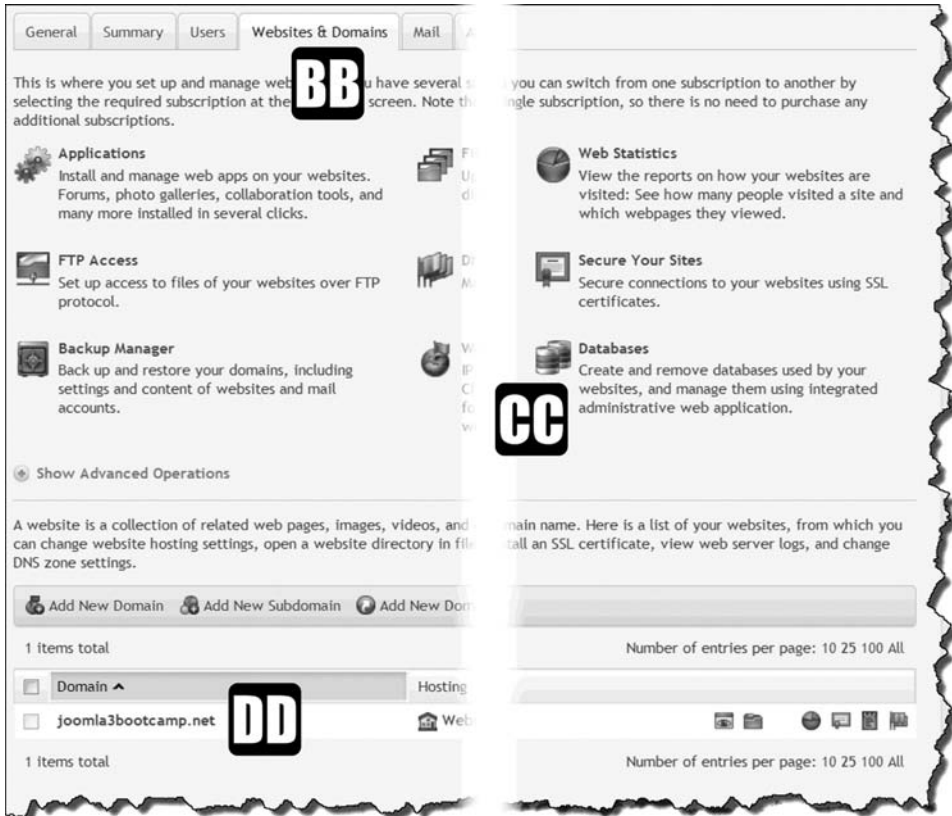 General Summary Users Websites & Domains Mail
BB
This is where you set up and manage web u have several s you can switch from one subscription to another by
selecting the required subscription at the screen. Note th ingle subscription, so there is no need to purchase any
additional subscriptions.
Applications
Install and manage web apps on your websites.
Forums, photo galleries, collaboration tools, and
many more installed in several clicks.
Web Statistics
View the reports on how your websites are
visited: See how many people visited a site and
which webpages they viewed.
FTP Access
Set up access to files of your websites over FTP
protocol.
Secure Your Sites
Secure connections to your websites using SSL
certificates.
Backup Manager
Back up and restore your domains, including
settings and content of websites and mail
accounts.
Databases
Create and remove databases used by your
websites, and manage them using integrated
administrative web application.
CC
Show Advanced Operations
A website is a collection of related web pages, images, videos, and main name. Here is a list of your websites, from which you
can change website hosting settings, open a website directory in file tall an SSL certificate, view web server logs, and change
DNS zone settings.
Add New Domain Add New Subdomain Add New Dom
1 items total Number of entries per page: 10 25 100 All
Domain Hosting
joomla3bootcamp.net DD Web
1 items total Number of entries per page: 10 25 100 All